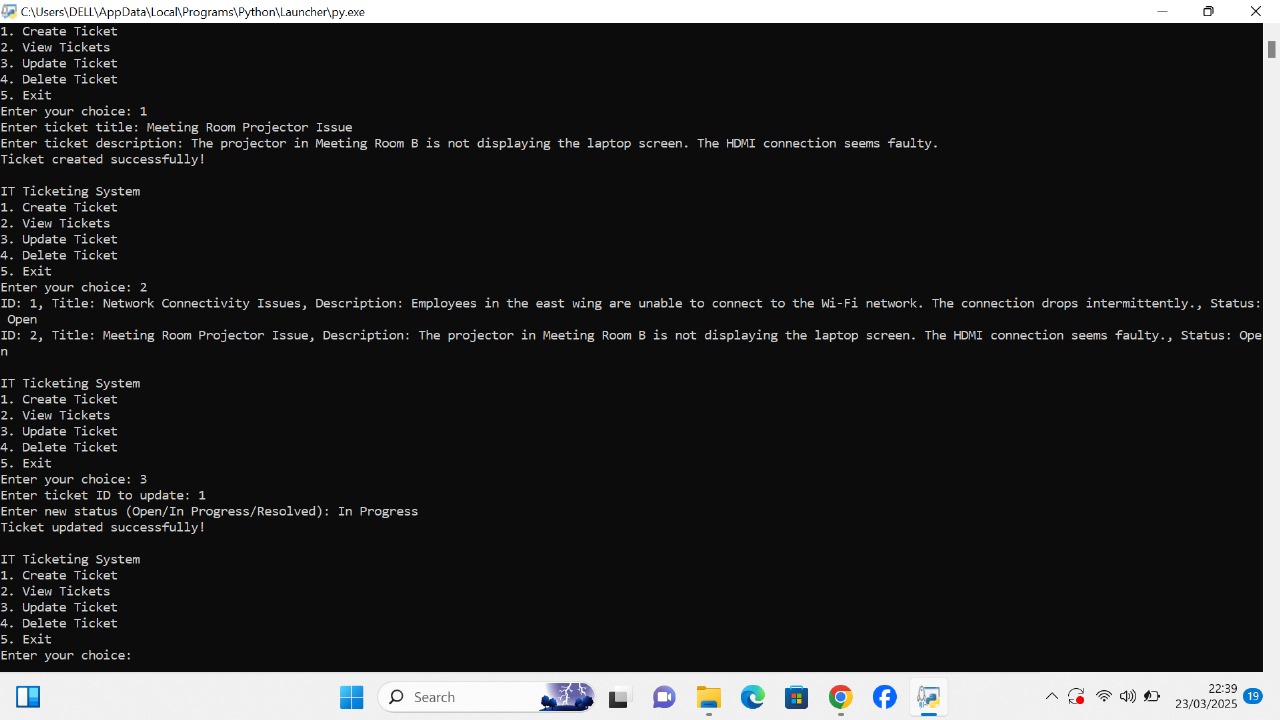 C:\Users\DELL\AppData\Local\Programs\Python\Launcher\py.exe
1. Create Ticket
2. View Tickets
3. Update Ticket
4. Delete Ticket
5. Exit
Enter your choice: 1
Enter ticket title: Meeting Room Projector Issue
Enter ticket description: The projector in Meeting Room B is not displaying the laptop screen. The HDMI connection seems faulty.
Ticket created successfully!
IT Ticketing System
1. Create Ticket
2. View Tickets
3. Update Ticket
4. Delete Ticket
5. Exit
Enter your choice: 2
ID: 1, Title: Network Connectivity Issues, Description: Employees in the east wing are unable to connect to the Wi-Fi network. The connection drops intermittently., Status:
Open
ID: 2, Title: Meeting Room Projector Issue, Description: The projector in Meeting Room B is not displaying the laptop screen. The HDMI connection seems faulty., Status: Ope
n
IT Ticketing System
1. Create Ticket
2. View Tickets
3. Update Ticket
4. Delete Ticket
5. Exit
Enter your choice: 3
Enter ticket ID to update: 1
Enter new status (Open/In Progress/Resolved): In Progress
Ticket updated successfully!
IT Ticketing System
1. Create Ticket
2. View Tickets
3. Update Ticket
4. Delete Ticket
5. Exit
Enter your choice:
Search
22:39
23/03/2025
19